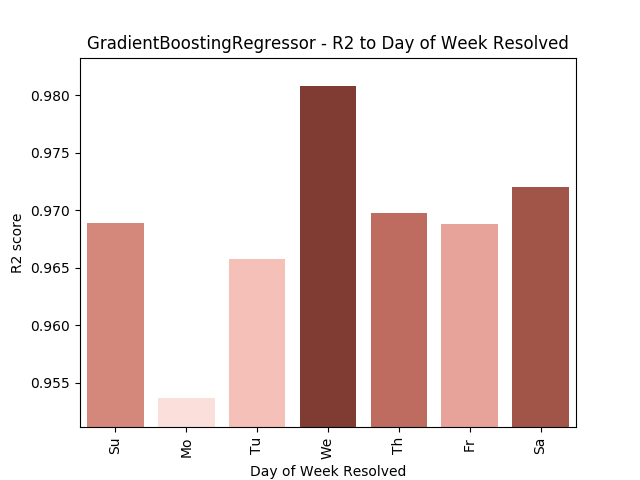 GradientBoostingRegressor - R2 to Day of Week Resolved
0.980
0.975
0.970
0.965
0.960
0.955
R2 score
Su
Mo
Tu
We
Th
Fr
Sa
Day of Week Resolved